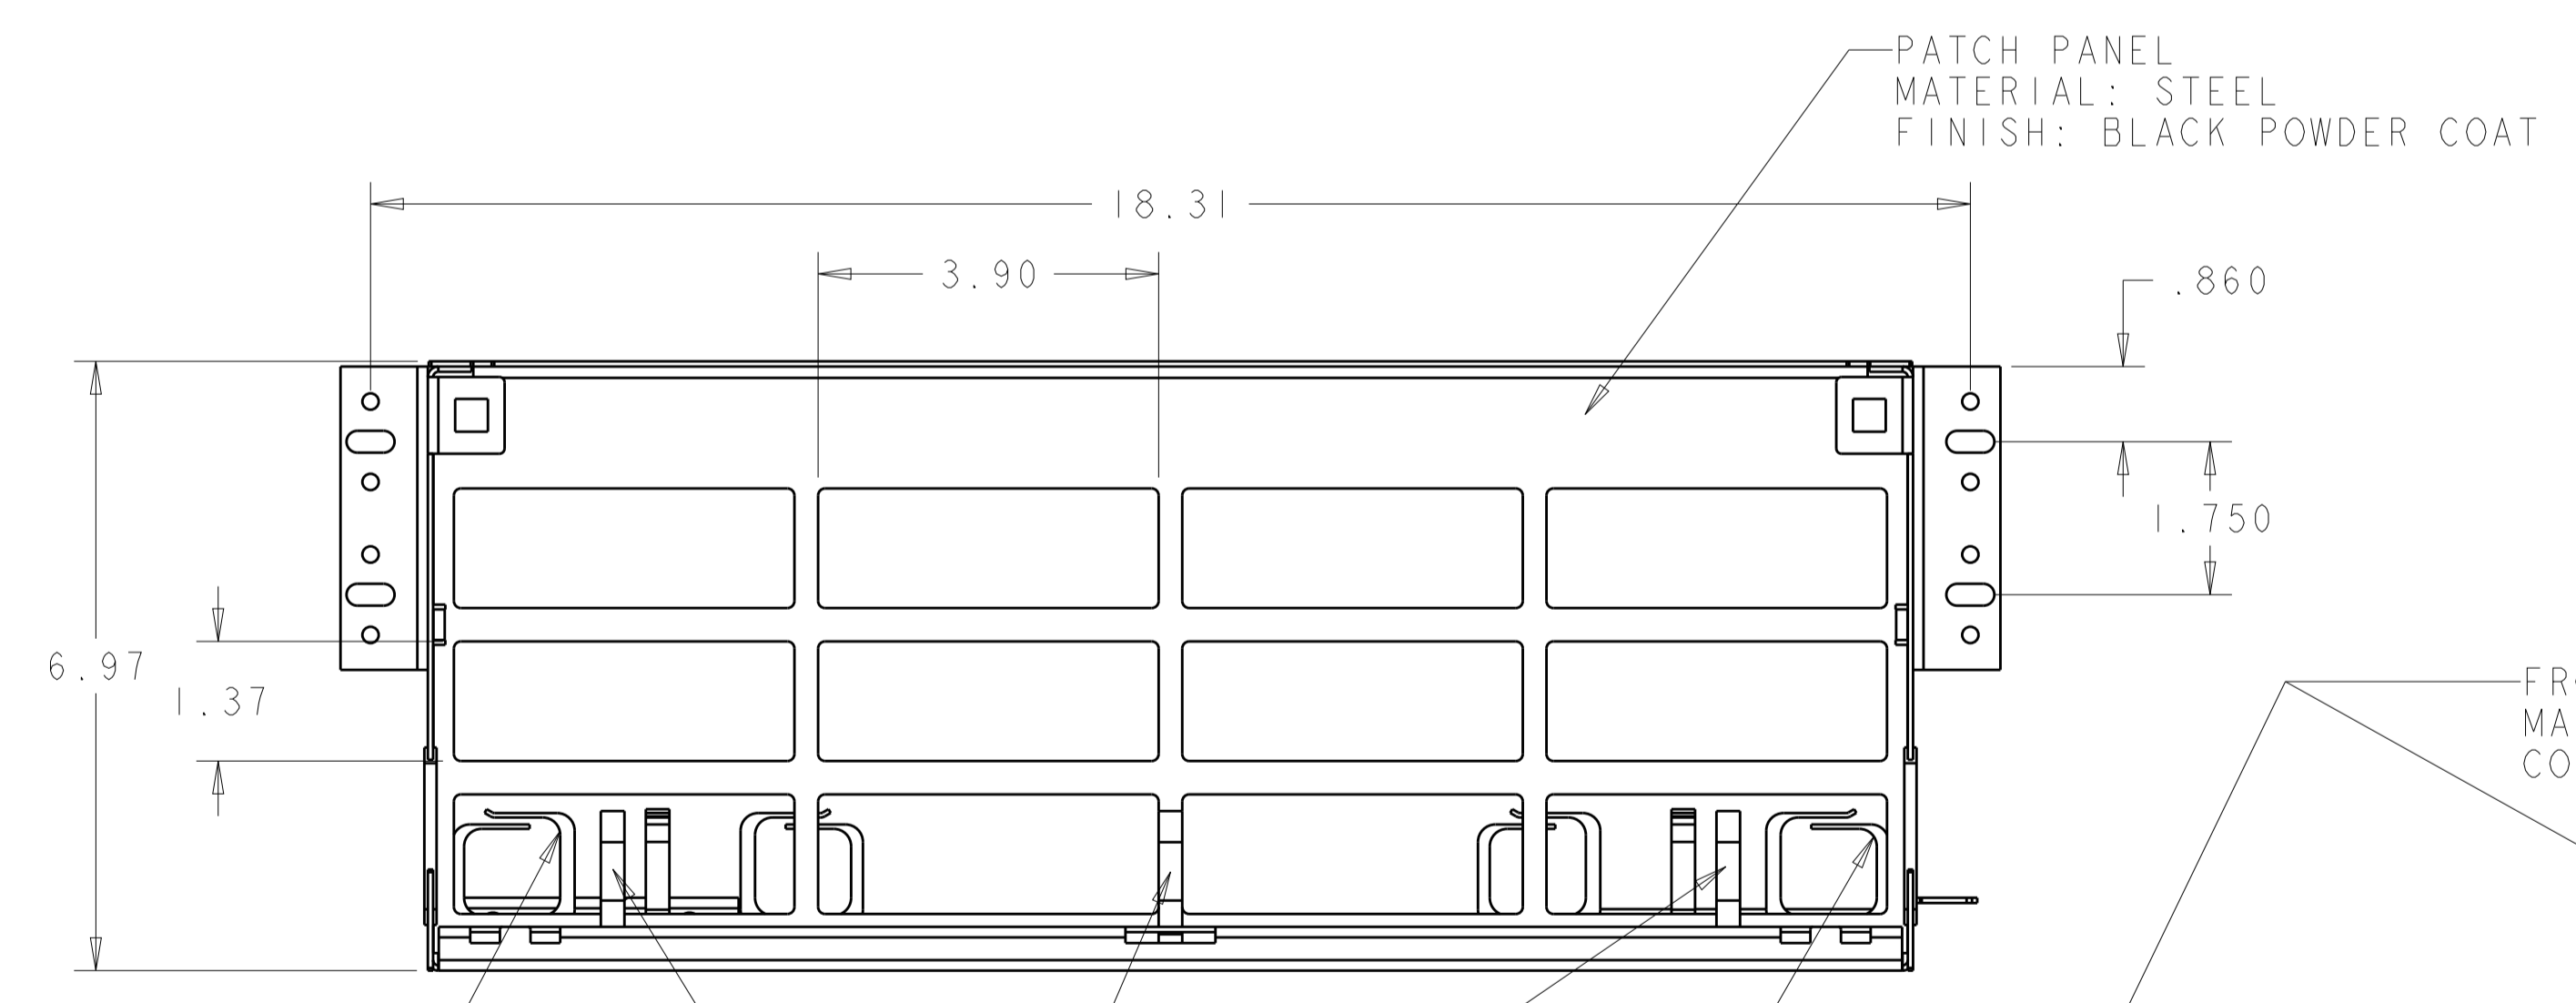 PATCH PANEL
MATERIAL: STEEL
FINISH: BLACK POWDER COAT
18.31
3.90
.860
1.750
6.97
1.37
FR
MA
CO